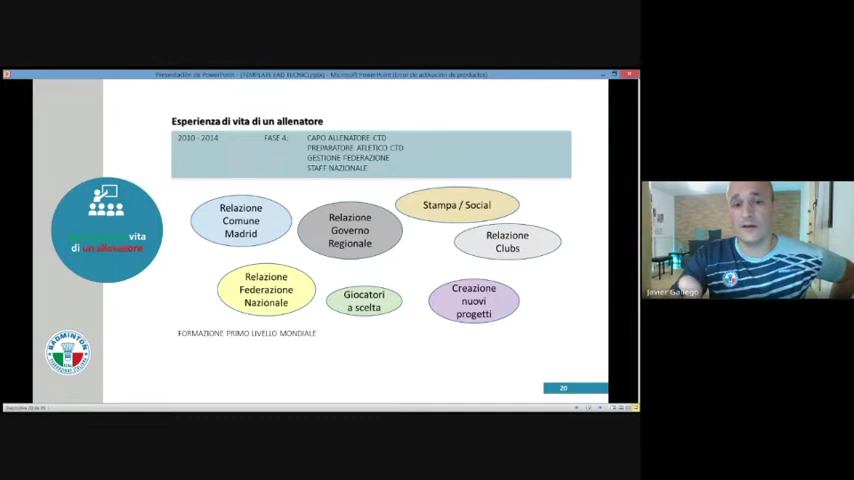 Presentación de PowerPoint - [TEMPLATE FAD TECNICI.pptx] - Microsoft PowerPoint (Error de activación de productos)
Esperienza di vita di un allenatore
2010 - 2014 FASE 4: CAPO ALLENATORE CTD
PREPARATORE ATLETICO CTD
GESTIONE FEDERAZIONE
STAFF NAZIONALE
vita
di un allenatore
Relazione
Comune
Madrid
Relazione
Governo
Regionale
Stampa / Social
Relazione
Clubs
Relazione
Federazione
Nazionale
Giocatori
a scelta
Creazione
nuovi
progetti
FORMAZIONE PRIMO LIVELLO MONDIALE
BADMINTON
20
Javier Gallego